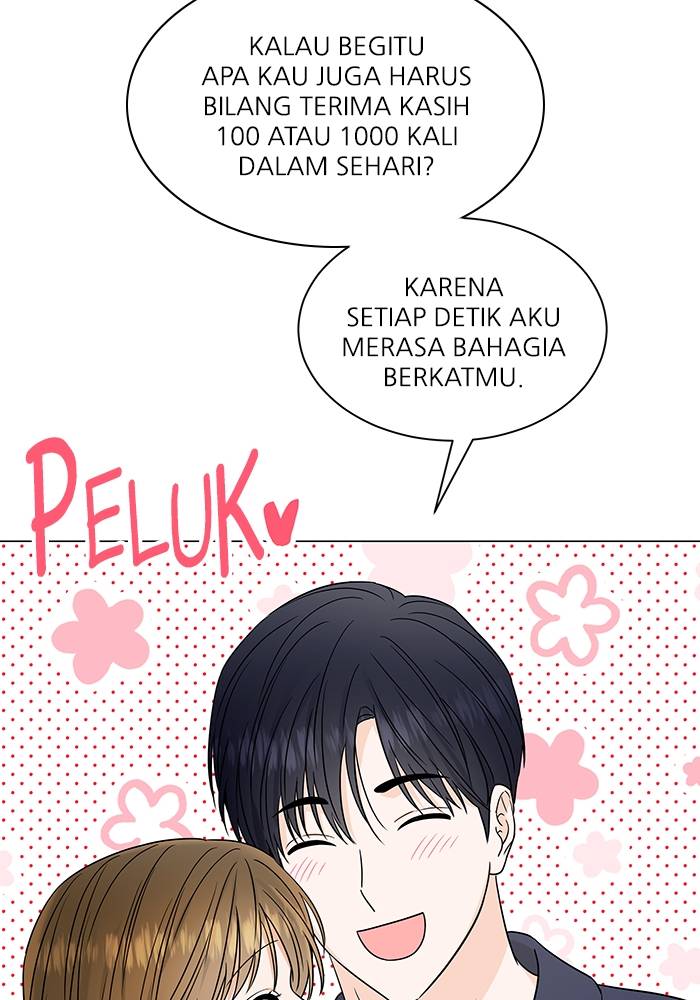 KALAU BEGITU
APA KAU JUGA HARUS
BILANG TERIMA KASIH
100 ATAU 1000 KALI
DALAM SEHARI?
KARENA
SETIAP DETIK AKU
MERASA BAHAGIA
BERKATMU.
PELUK